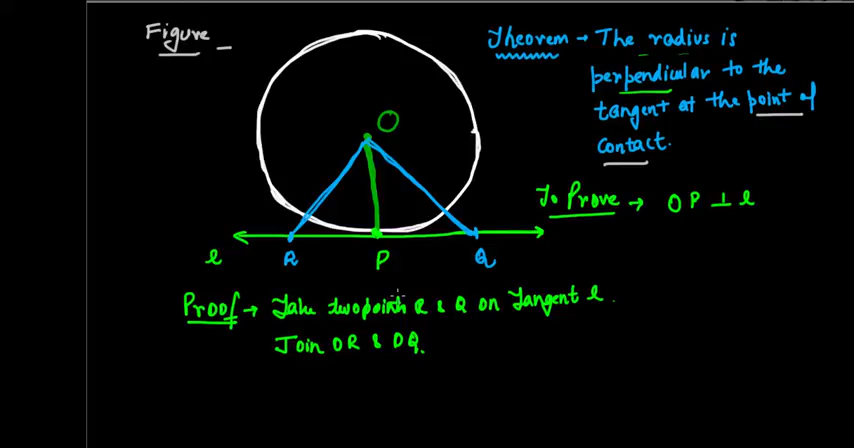 Figure -
Theorem → The radius is
perpendicular to the
tangent at the point of
contact.
O
To Prove → OP ⊥ l
l
R
P
Q
Proof → Take two points R & Q on Tangent l.
Join OR & OQ.